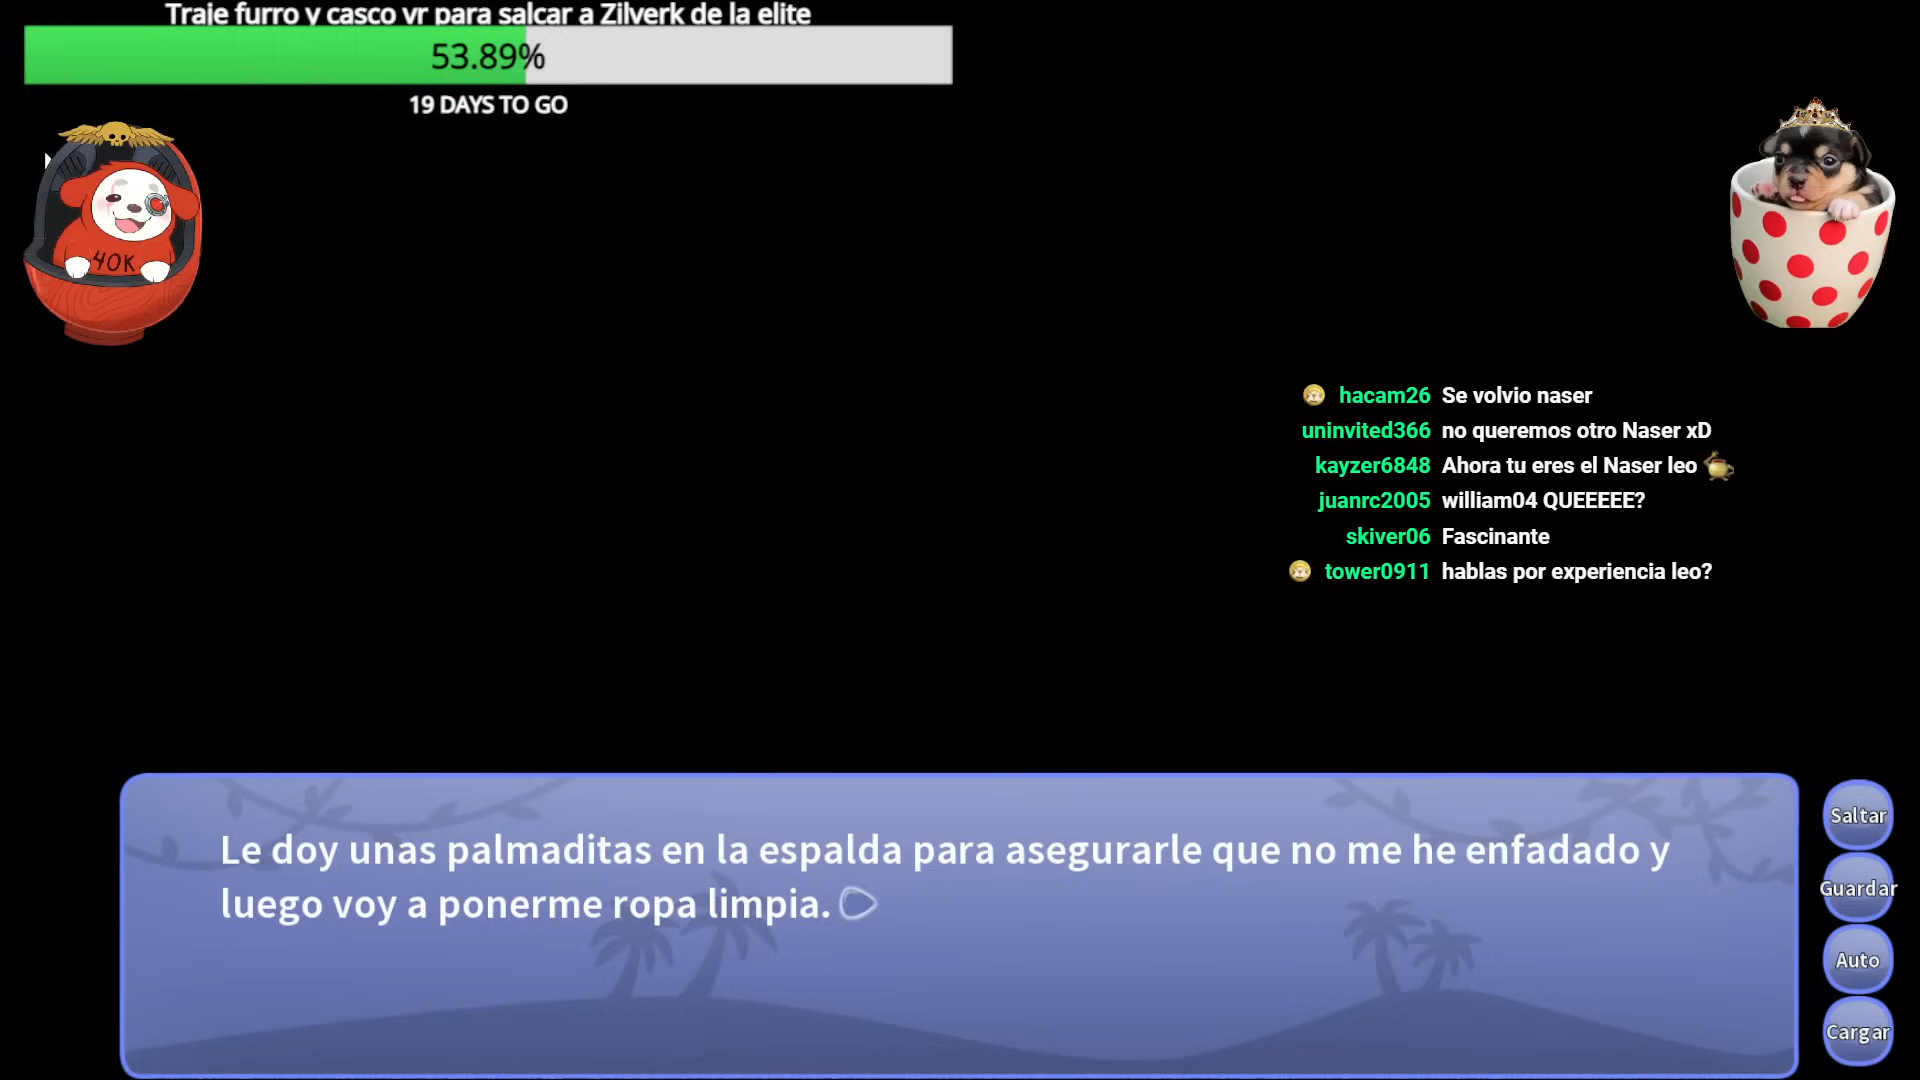 Traje furro y casco vr para salcar a Zilverk de la elite
53.89%
19 DAYS TO GO
40K
hacam26 Se volvio naser
uninvited366 no queremos otro Naser xD
kayzer6848 Ahora tu eres el Naser leo
juanrc2005 william04 QUEEEEE?
skiver06 Fascinante
tower0911 hablas por experiencia leo?
Le doy unas palmaditas en la espalda para asegurarle que no me he enfadado y
luego voy a ponerme ropa limpia.
Saltar
Guardar
Auto
Cargar